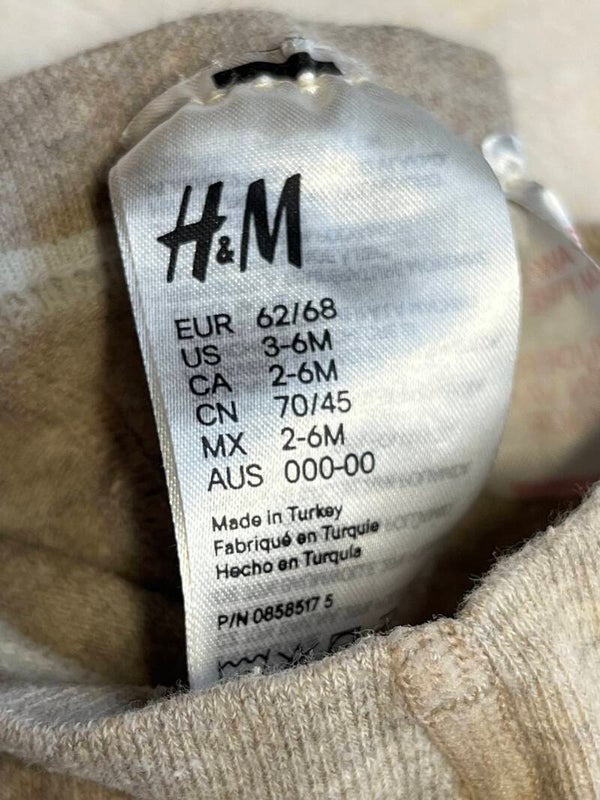 H&M
EUR 62/68
US 3-6M
CA 2-6M
CN 70/45
MX 2-6M
AUS 000-00
Made in Turkey
Fabriqué en Turquie
Hecho en Turquía
P/N 0858517 5